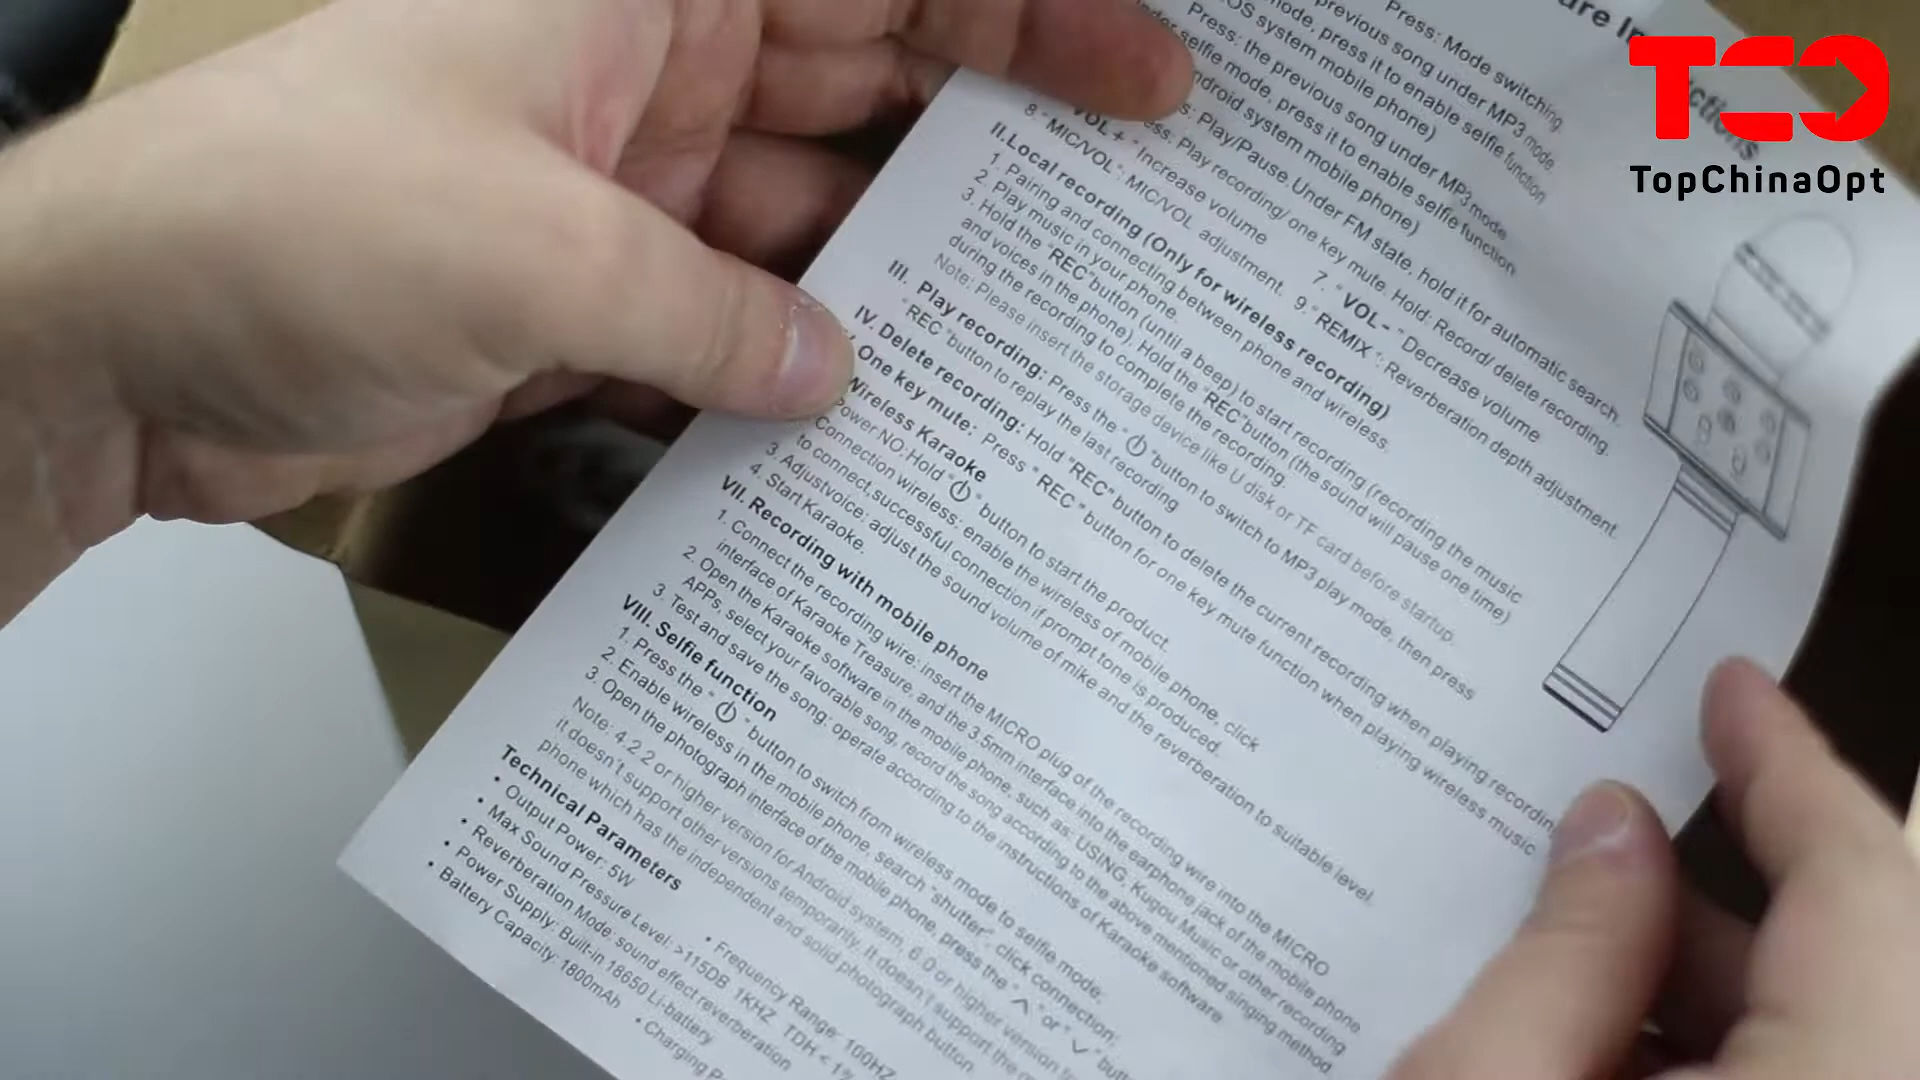 TopChinaOpt
Press: Mode switching.
previous song under MP3 mode.
mode, press it to enable selfie function
OS system mobile phone)
Press: the previous song under MP3 mode
selfie mode, press it to enable selfie function
android system mobile phone)
Play/Pause. Under FM state, hold it for automatic search.
Play recording/ one key mute. Hold: Record/ delete recording.
VOL+ " Increase volume 7. " VOL- " Decrease volume
8. " MIC/VOL ": MIC/VOL adjustment. 9. " REMIX ": Reverberation depth adjustment.
II.Local recording (Only for wireless recording)
1. Pairing and connecting between phone and wireless.
2. Play music in your phone.
3. Hold the "REC"button (until a beep) to start recording (recording the music
and voices in the phone). Hold the "REC"button (the sound will pause one time)
during the recording to complete the recording.
Note: Please insert the storage device like U disk or TF card before startup.
III. Play recording: Press the " "button to switch to MP3 play mode, then press
"REC "button to replay the last recording
IV. Delete recording: Hold "REC" button to delete the current recording when playing recording
One key mute: Press " REC " button for one key mute function when playing wireless music
Wireless Karaoke
Power NO:Hold " " button to start the product.
Connection wireless: enable the wireless of mobile phone, click
to connect,successful connection if prompt tone is produced.
3. Adjustvoice: adjust the sound volume of mike and the reverberation to suitable level.
4. Start Karaoke.
VII. Recording with mobile phone
1. Connect the recording wire: insert the MICRO plug of the recording wire into the MICRO
interface of Karaoke Treasure, and the 3.5mm interface into the earphone jack of the mobile phone
2. Open the Karaoke software in the mobile phone, such as: USING, Kugou Music or other recording
APPs, select your favorable song, record the song according to the above mentioned singing method
3. Test and save the song: operate according to the instructions of Karaoke software
VIII. Selfie function
1. Press the " " button to switch from wireless mode to selfie mode;
2. Enable wireless in the mobile phone, search "shutter", click connection;
3. Open the photograph interface of the mobile phone, press the " ︿ "or " ﹀ "
Note: 4.2.2 or higher version for Android system, 6.0 or higher version
it doesn't support other versions temporarily. It doesn't support the
phone which has the independent and solid photograph button.
Technical Parameters
• Output Power: 5W
• Max Sound Pressure Level: >115DB 1KHZ TDH < 1%
• Reverberation Mode: sound effect reverberation
• Power Supply: Built-in 18650 Li-battery
• Battery Capacity: 1800mAh
• Frequency Range: 100HZ
• Charging